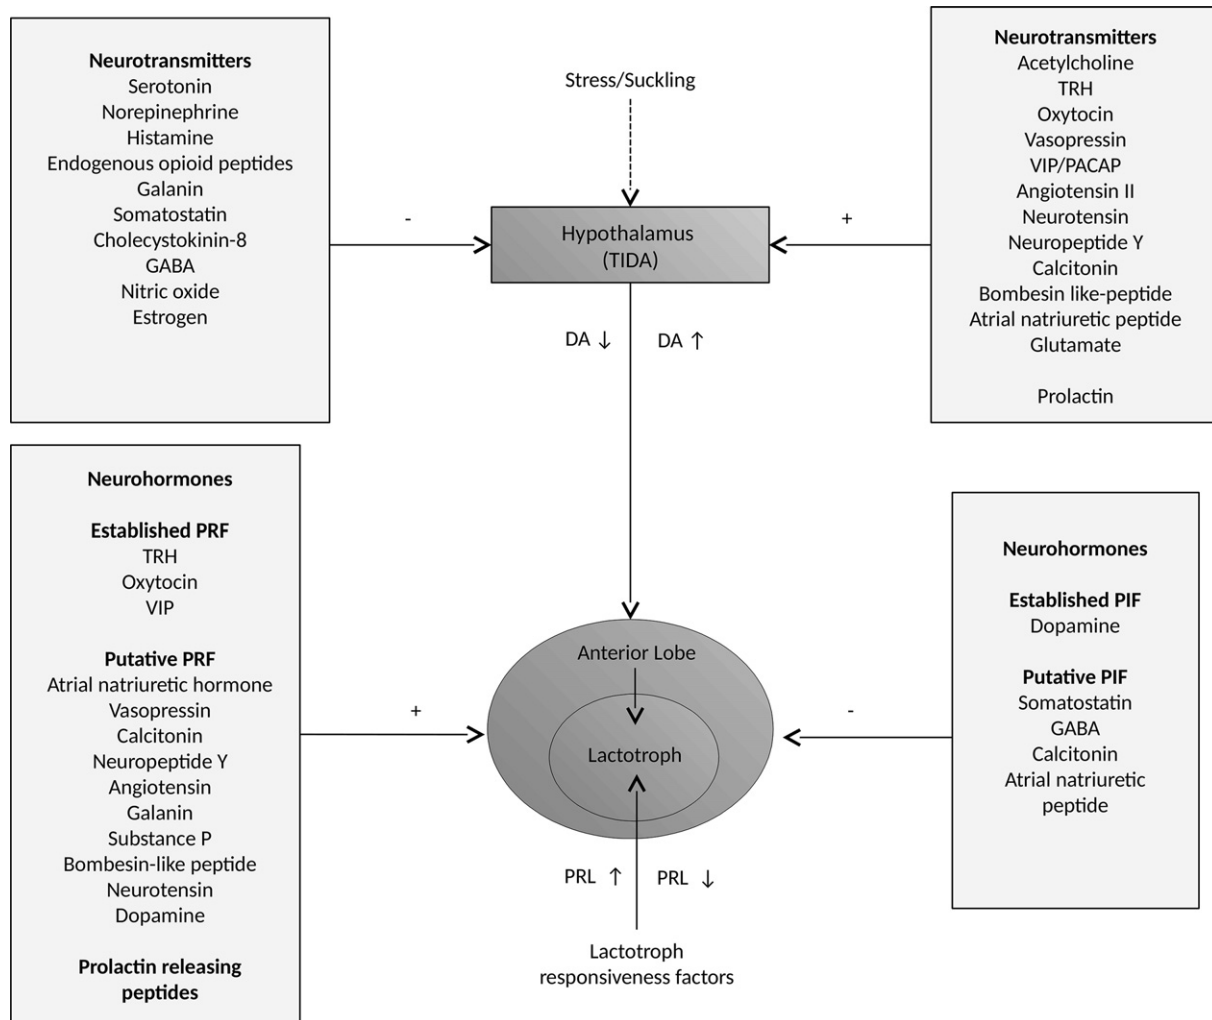 Neurotransmitters
Serotonin
Norepinephrine
Histamine
Endogenous opioid peptides
Galanin
Somatostatin
Cholecystokinin-8
GABA
Nitric oxide
Estrogen
-
Stress/Suckling
Hypothalamus
(TIDA)
DA ↓ DA ↑
+
Neurotransmitters
Acetylcholine
TRH
Oxytocin
Vasopressin
VIP/PACAP
Angiotensin II
Neurotensin
Neuropeptide Y
Calcitonin
Bombesin like-peptide
Atrial natriuretic peptide
Glutamate
Prolactin
Neurohormones
Established PRF
TRH
Oxytocin
VIP
Putative PRF
Atrial natriuretic hormone
Vasopressin
Calcitonin
Neuropeptide Y
Angiotensin
Galanin
Substance P
Bombesin-like peptide
Neurotensin
Dopamine
Prolactin releasing
peptides
+
Anterior Lobe
Lactotroph
PRL ↑ PRL ↓
Lactotroph
responsiveness factors
-
Neurohormones
Established PIF
Dopamine
Putative PIF
Somatostatin
GABA
Calcitonin
Atrial natriuretic
peptide